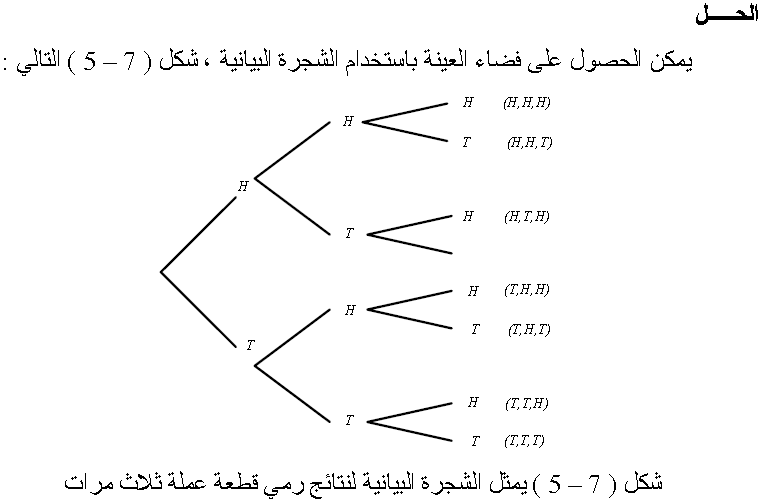 الحــــل
يمكن الحصول على فضاء العينة باستخدام الشجرة البيانية ، شكل ( 7 – 5 ) التالي :
H (H,H,H)
H
T (H,H,T)
H
H (H,T,H)
T
H (T,H,H)
H
T (T,H,T)
T
H (T,T,H)
T
T (T,T,T)
شكل ( 7 – 5 ) يمثل الشجرة البيانية لنتائج رمي قطعة عملة ثلاث مرات